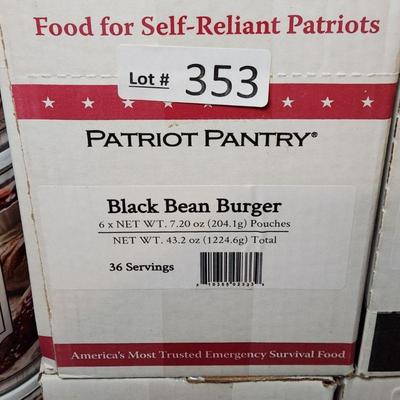 Food for Self-Reliant Patriots
Lot # 353
PATRIOT PANTRY®
Black Bean Burger
6 x NET WT. 7.20 oz (204.1g) Pouches
NET WT. 43.2 oz (1224.6g) Total
36 Servings
America's Most Trusted Emergency Survival Food